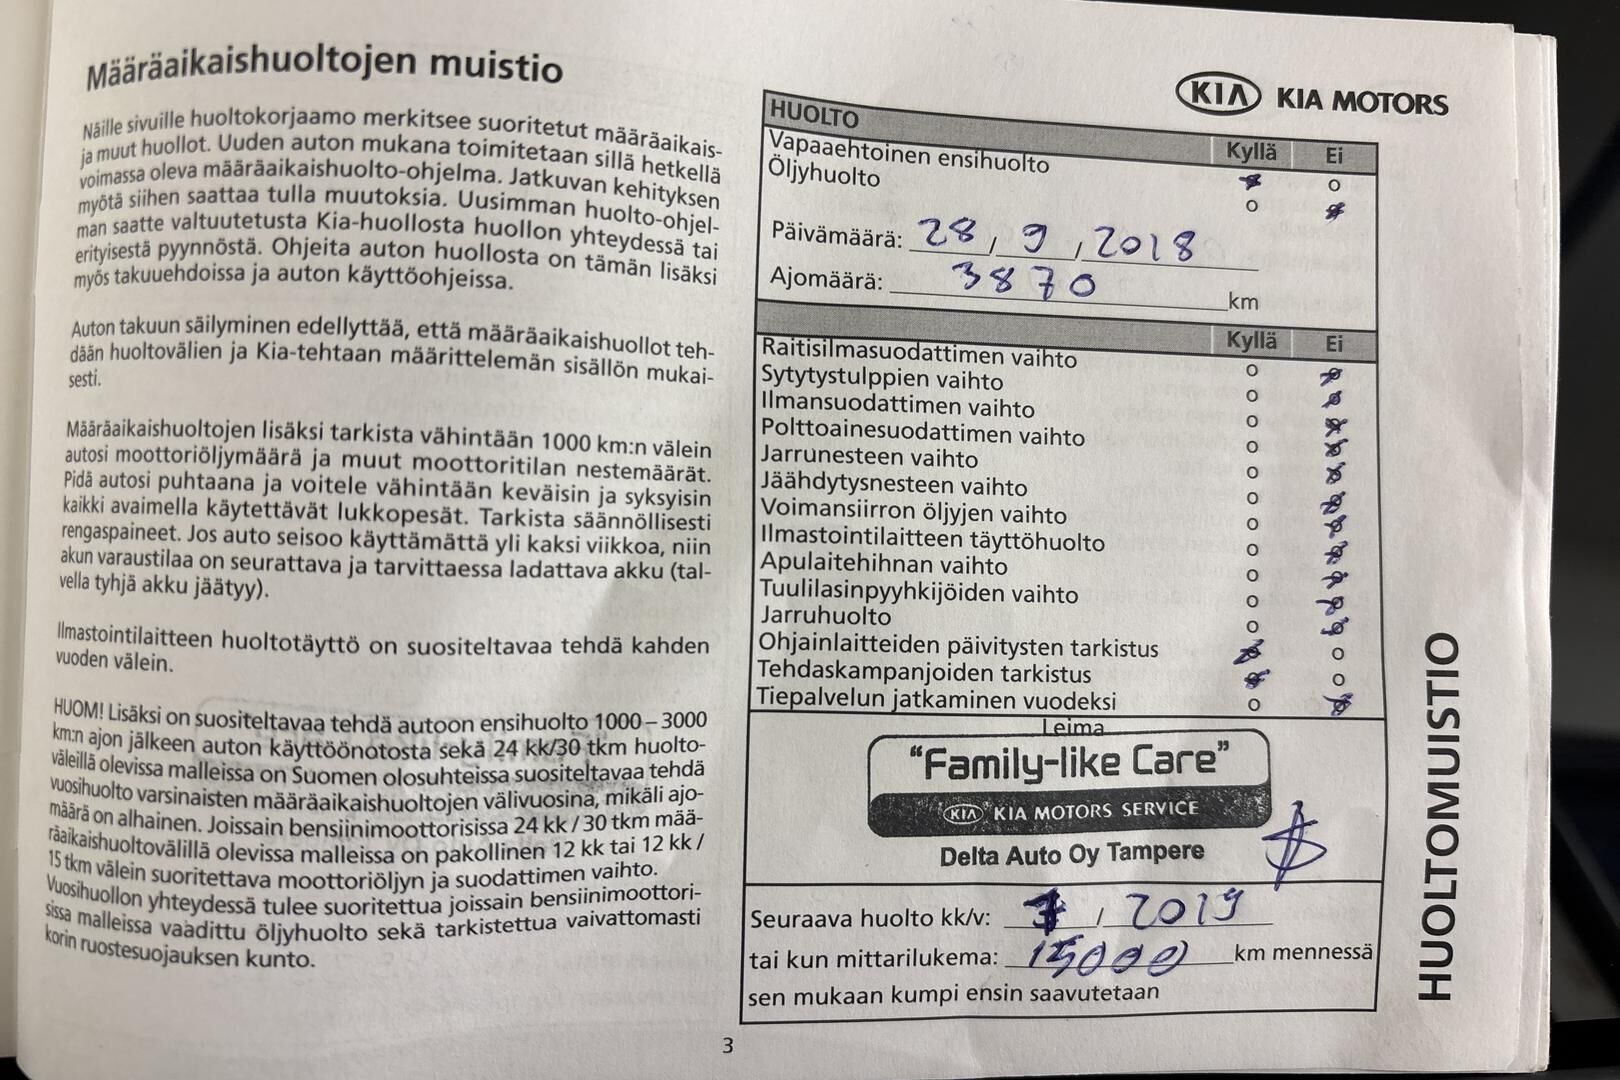 Määräaikaishuoltojen muistio
Näille sivuille huoltokorjaamo merkitsee suoritetut määräaikais-
ja muut huollot. Uuden auton mukana toimitetaan sillä hetkellä
voimassa oleva määräaikaishuolto-ohjelma. Jatkuvan kehityksen
myötä siihen saattaa tulla muutoksia. Uusimman huolto-ohjel-
man saatte valtuutetusta Kia-huollosta huollon yhteydessä tai
erityisestä pyynnöstä. Ohjeita auton huollosta on tämän lisäksi
myös takuuehdoissa ja auton käyttöohjeissa.
Auton takuun säilyminen edellyttää, että määräaikaishuollot teh-
dään huoltovälien ja Kia-tehtaan määrittelemän sisällön mukai-
sesti.
Määräaikaishuoltojen lisäksi tarkista vähintään 1000 km:n välein
autosi moottoriöljymäärä ja muut moottoritilan nestemäärät.
Pidä autosi puhtaana ja voitele vähintään keväisin ja syksyisin
kaikki avaimella käytettävät lukkopesät. Tarkista säännöllisesti
rengaspaineet. Jos auto seisoo käyttämättä yli kaksi viikkoa, niin
akun varaustilaa on seurattava ja tarvittaessa ladattava akku (tal-
vella tyhjä akku jäätyy).
Ilmastointilaitteen huoltotäyttö on suositeltavaa tehdä kahden
vuoden välein.
HUOM! Lisäksi on suositeltavaa tehdä autoon ensihuolto 1000 – 3000
km:n ajon jälkeen auton käyttöönotosta sekä 24 kk/30 tkm huolto-
väleillä olevissa malleissa on Suomen olosuhteissa suositeltavaa tehdä
vuosihuolto varsinaisten määräaikaishuoltojen välivuosina, mikäli ajo-
määrä on alhainen. Joissain bensiinimoottorisissa 24 kk / 30 tkm mää-
räaikaishuoltovälillä olevissa malleissa on pakollinen 12 kk tai 12 kk /
15 tkm välein suoritettava moottoriöljyn ja suodattimen vaihto.
Vuosihuollon yhteydessä tulee suoritettua joissain bensiinimoottori-
sissa malleissa vaadittu öljyhuolto sekä tarkistettua vaivattomasti
korin ruostesuojauksen kunto.
KIA KIA MOTORS
HUOLTO Kyllä Ei
Vapaaehtoinen ensihuolto
Öljyhuolto
Päivämäärä: 28 / 9 / 2018
Ajomäärä: 3870 km
Kyllä Ei
Raitisilmasuodattimen vaihto
Sytytystulppien vaihto
Ilmansuodattimen vaihto
Polttoainesuodattimen vaihto
Jarrunesteen vaihto
Jäähdytysnesteen vaihto
Voimansiirron öljyjen vaihto
Ilmastointilaitteen täyttöhuolto
Apulaitehihnan vaihto
Tuulilasinpyyhkijöiden vaihto
Jarruhuolto
Ohjainlaitteiden päivitysten tarkistus
Tehdaskampanjoiden tarkistus
Tiepalvelun jatkaminen vuodeksi
Leima
"Family-like Care"
KIA KIA MOTORS SERVICE
Delta Auto Oy Tampere
Seuraava huolto kk/v: 7 / 2019
tai kun mittarilukema: 15000 km mennessä
sen mukaan kumpi ensin saavutetaan
HUOLTOMUISTIO
3